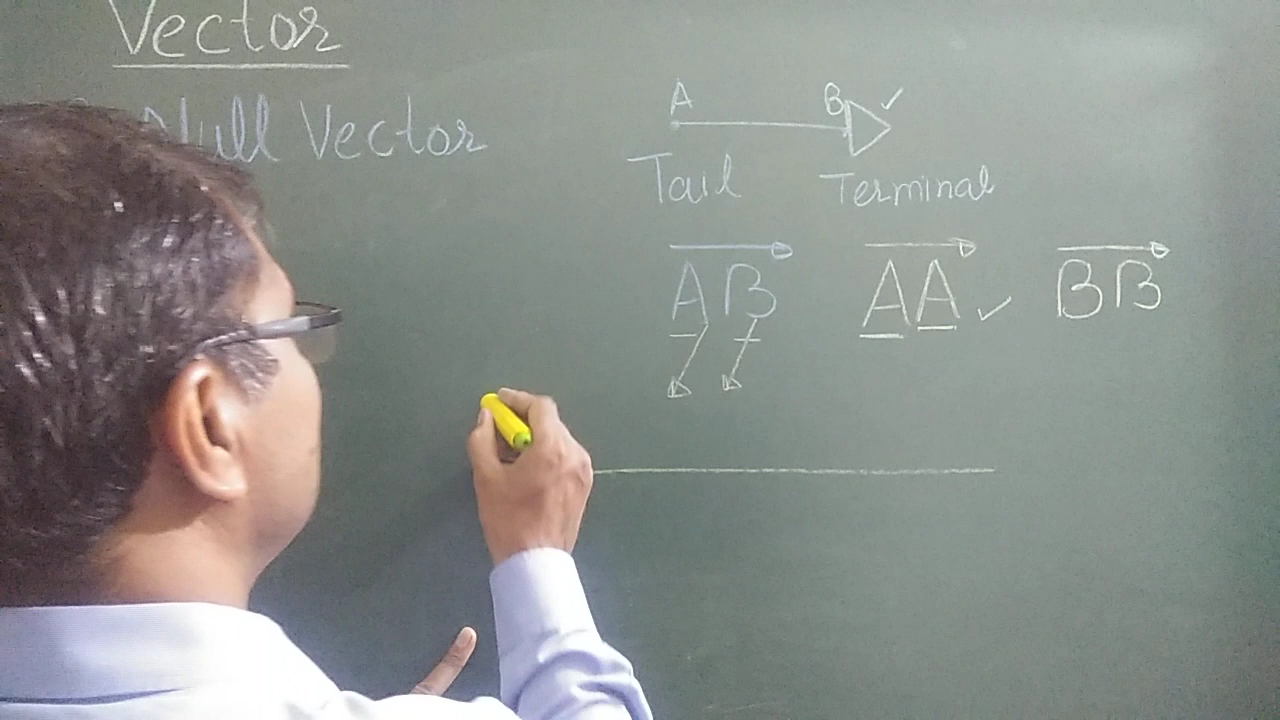 Vector
Null Vector
A B ✓
Tail Terminal
AB AA ✓ BB